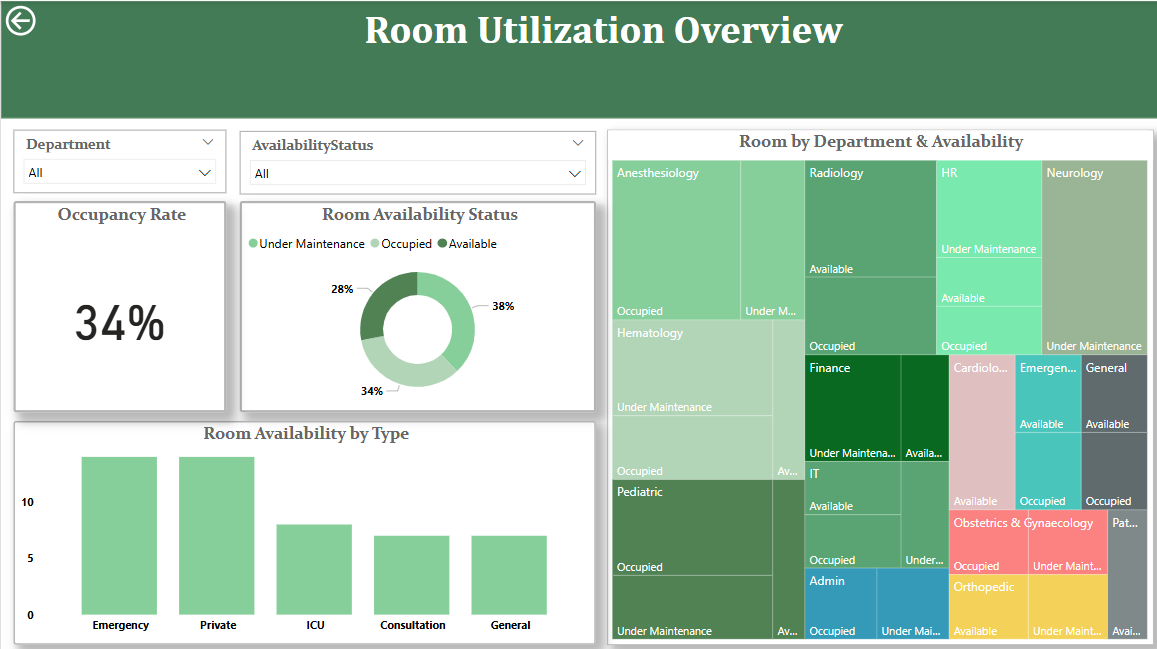 Room Utilization Overview
Department
All
AvailabilityStatus
All
Occupancy Rate
34%
Room Availability Status
Under Maintenance Occupied Available
28%
38%
34%
Room Availability by Type
10
5
0
Emergency Private ICU Consultation General
Room by Department & Availability
Anesthesiology
Occupied
Under M...
Hematology
Under Maintenance
Occupied
Av...
Pediatric
Occupied
Under Maintenance
Av...
Radiology
Available
Occupied
HR
Under Maintenance
Available
Occupied
Neurology
Under Maintenance
Finance
Under Maintena...
Availa...
IT
Available
Occupied
Under...
Admin
Occupied
Under Mai...
Cardiolo...
Available
Emergen...
Available
Occupied
General
Available
Occupied
Obstetrics & Gynaecology
Occupied
Under Maint...
Orthopedic
Available
Under Maint...
Pat...
Avai...